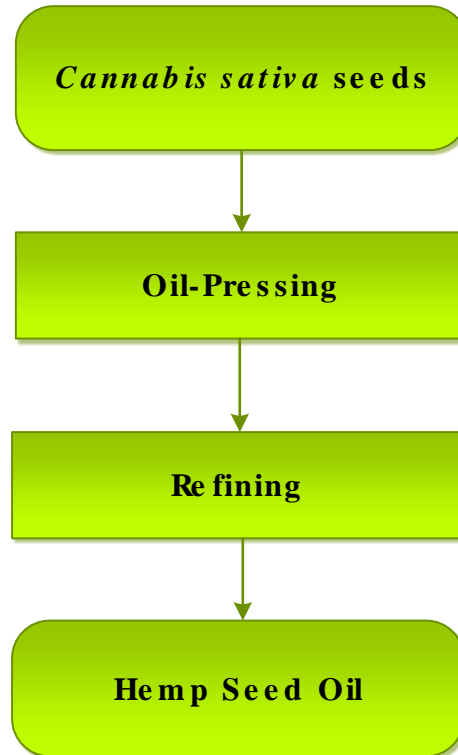 Cannabis sativa seeds
Oil-Pressing
Refining
Hemp Seed Oil